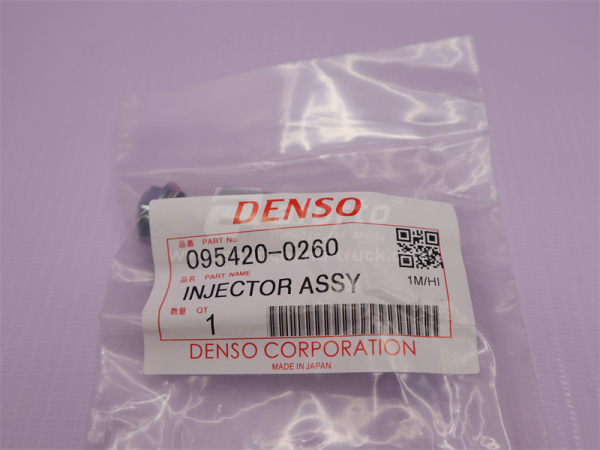 DENSO
品番 PART No.
095420-0260
品名 PART NAME
INJECTOR ASSY
1M/HI
数量 QT
1
DENSO CORPORATION
MADE IN JAPAN